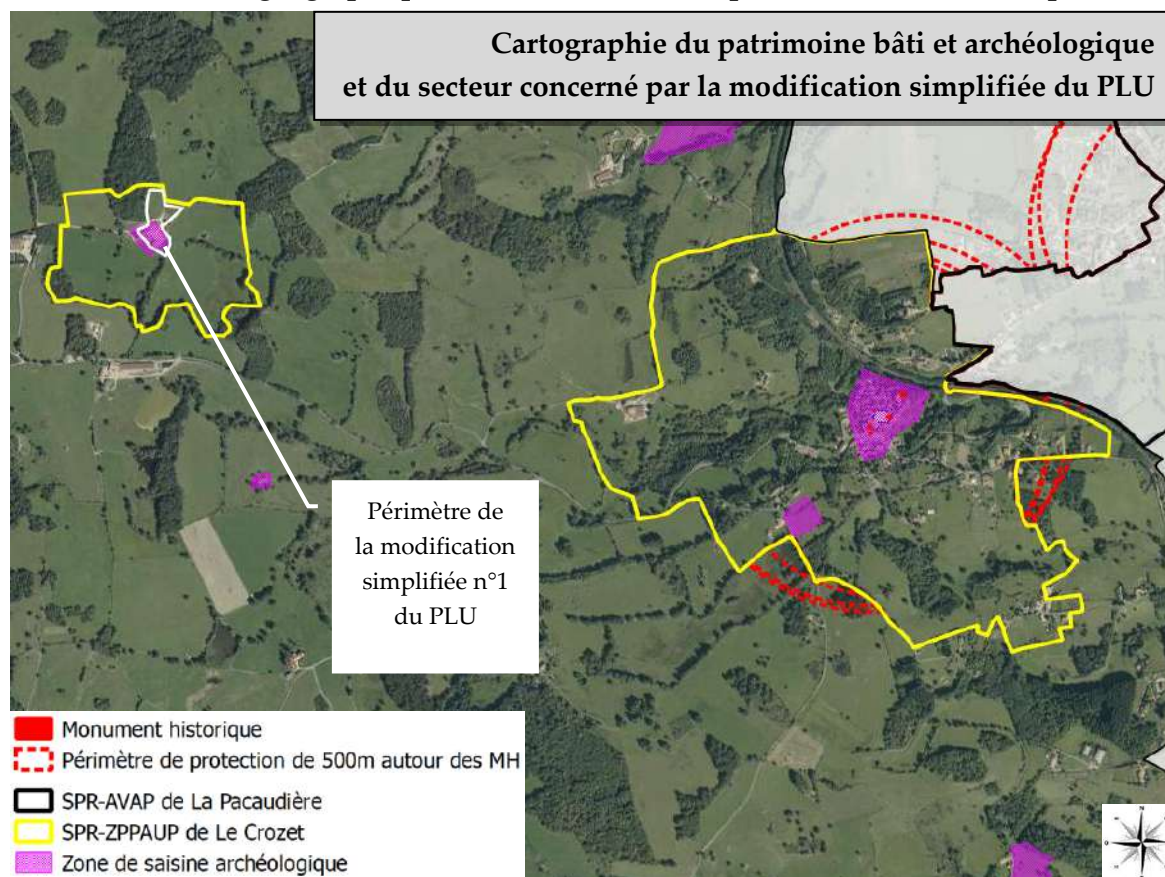 Cartographie du patrimoine bâti et archéologique
et du secteur concerné par la modification simplifiée du PLU
Périmètre de
la modification
simplifiée n°1
du PLU
Monument historique
Périmètre de protection de 500m autour des MH
SPR-AVAP de La Pacaudière
SPR-ZPPAUP de Le Crozet
Zone de saisine archéologique